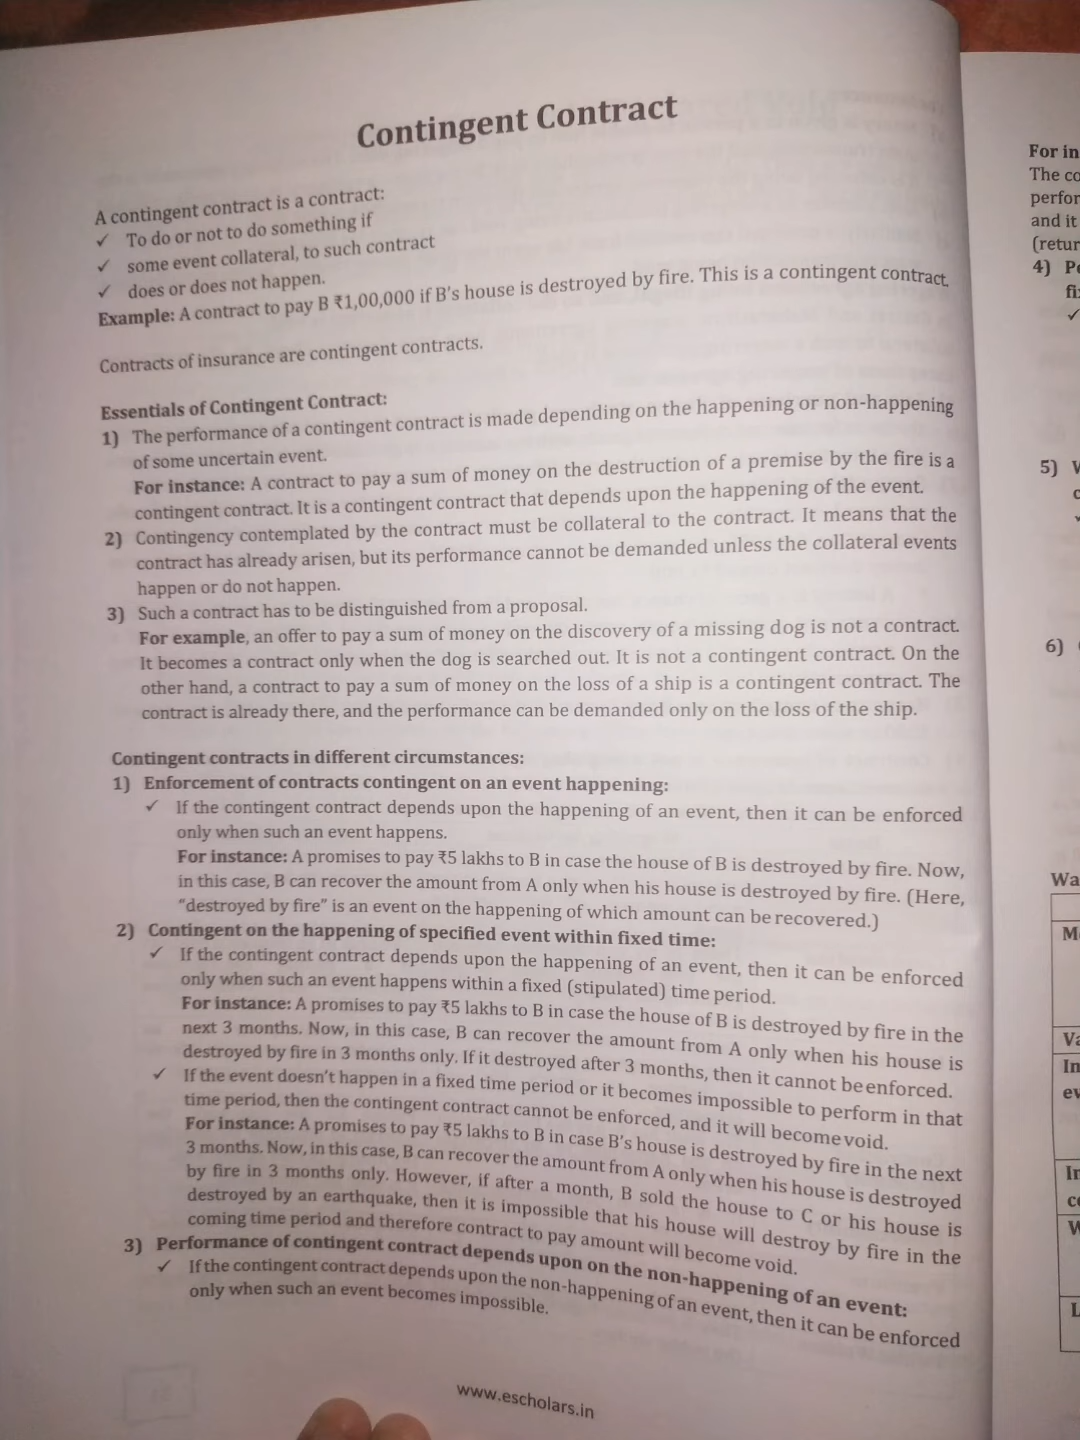 Contingent Contract
A contingent contract is a contract:
✓ To do or not to do something if
✓ some event collateral, to such contract
✓ does or does not happen.
Example: A contract to pay B ₹1,00,000 if B's house is destroyed by fire. This is a contingent contract.
Contracts of insurance are contingent contracts.
Essentials of Contingent Contract:
1) The performance of a contingent contract is made depending on the happening or non-happening
of some uncertain event.
For instance: A contract to pay a sum of money on the destruction of a premise by the fire is a
contingent contract. It is a contingent contract that depends upon the happening of the event.
2) Contingency contemplated by the contract must be collateral to the contract. It means that the
contract has already arisen, but its performance cannot be demanded unless the collateral events
happen or do not happen.
3) Such a contract has to be distinguished from a proposal.
For example, an offer to pay a sum of money on the discovery of a missing dog is not a contract.
It becomes a contract only when the dog is searched out. It is not a contingent contract. On the
other hand, a contract to pay a sum of money on the loss of a ship is a contingent contract. The
contract is already there, and the performance can be demanded only on the loss of the ship.
Contingent contracts in different circumstances:
1) Enforcement of contracts contingent on an event happening:
✓ If the contingent contract depends upon the happening of an event, then it can be enforced
only when such an event happens.
For instance: A promises to pay ₹5 lakhs to B in case the house of B is destroyed by fire. Now,
in this case, B can recover the amount from A only when his house is destroyed by fire. (Here,
"destroyed by fire" is an event on the happening of which amount can be recovered.)
2) Contingent on the happening of specified event within fixed time:
✓ If the contingent contract depends upon the happening of an event, then it can be enforced
only when such an event happens within a fixed (stipulated) time period.
For instance: A promises to pay ₹5 lakhs to B in case the house of B is destroyed by fire in the
next 3 months. Now, in this case, B can recover the amount from A only when his house is
destroyed by fire in 3 months only. If it destroyed after 3 months, then it cannot be enforced.
✓ If the event doesn't happen in a fixed time period or it becomes impossible to perform in that
time period, then the contingent contract cannot be enforced, and it will become void.
For instance: A promises to pay ₹5 lakhs to B in case B's house is destroyed by fire in the next
3 months. Now, in this case, B can recover the amount from A only when his house is destroyed
by fire in 3 months only. However, if after a month, B sold the house to C or his house is
destroyed by an earthquake, then it is impossible that his house will destroy by fire in the
coming time period and therefore contract to pay amount will become void.
3) Performance of contingent contract depends upon on the non-happening of an event:
✓ If the contingent contract depends upon the non-happening of an event, then it can be enforced
only when such an event becomes impossible.
www.escholars.in
For in
The co
perfor
and it
(retur
4) Pe
fi
✓
5)
6)
Wa
M
Va
In
ev
In
co
W
L